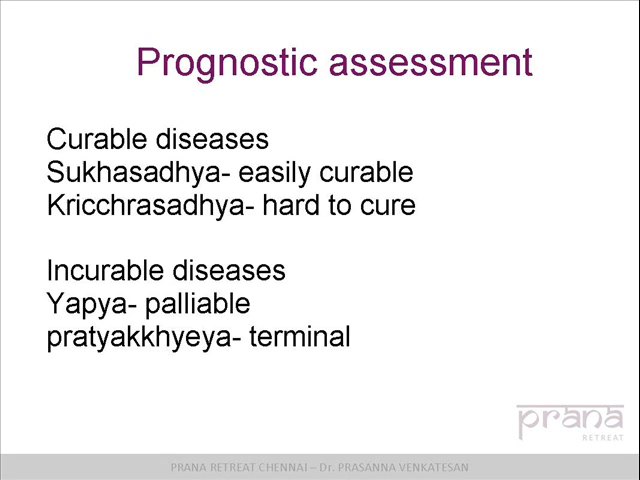 Prognostic assessment
Curable diseases
Sukhasadhya- easily curable
Kricchrasadhya- hard to cure
Incurable diseases
Yapya- palliable
pratyakkhyeya- terminal
prana
RETREAT
PRANA RETREAT CHENNAI – Dr. PRASANNA VENKATESAN